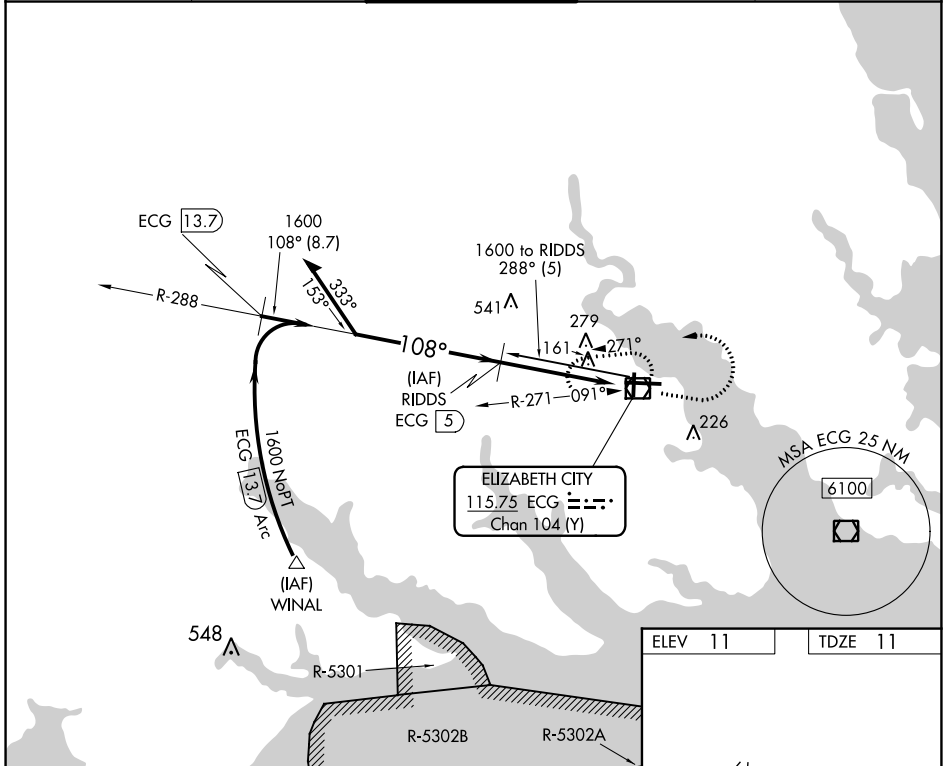 ECG 13.7
1600
108° (8.7)
R-288
333°
153°
1600 to RIDDS
288° (5)
541
279
161
271°
108°
(IAF)
RIDDS
ECG 5
R-271
091°
226
1600 NoPT
ECG 13.7 Arc
ELIZABETH CITY
115.75 ECG
Chan 104 (Y)
MSA ECG 25 NM
6100
(IAF)
WINAL
548
R-5301
R-5302B
R-5302A
ELEV 11
TDZE 11